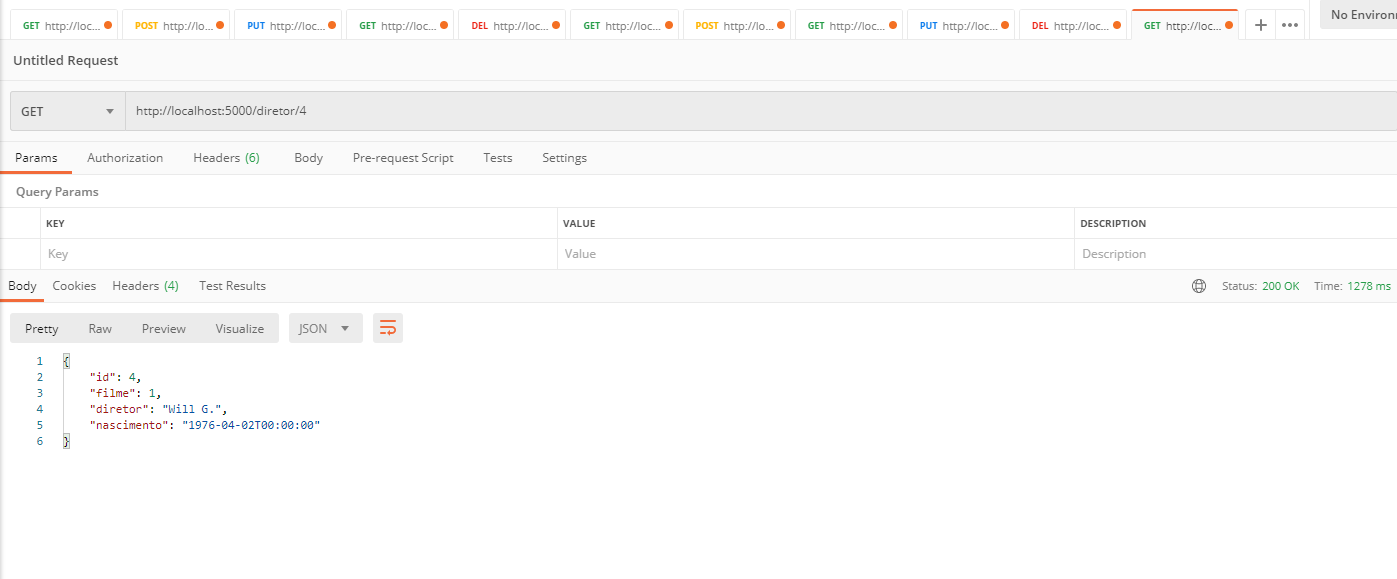 GET http://loc... POST http://lo... PUT http://loc... GET http://loc... DEL http://loc... GET http://loc... POST http://lo... GET http://loc... PUT http://loc... DEL http://loc... GET http://loc... + ••• No Environ
Untitled Request
GET http://localhost:5000/diretor/4
Params Authorization Headers (6) Body Pre-request Script Tests Settings
Query Params
KEY VALUE DESCRIPTION
Key Value Description
Body Cookies Headers (4) Test Results Status: 200 OK Time: 1278 ms
Pretty Raw Preview Visualize JSON
1 {
2 "id": 4,
3 "filme": 1,
4 "diretor": "Will G.",
5 "nascimento": "1976-04-02T00:00:00"
6 }